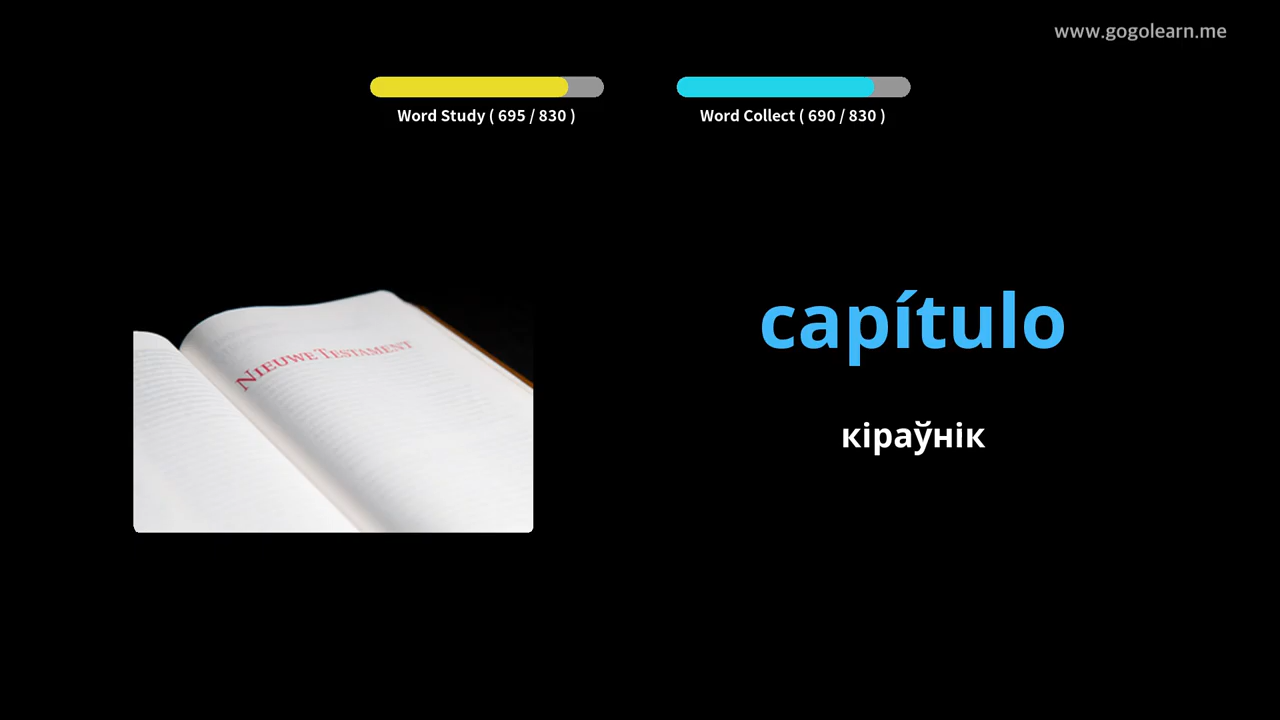 www.gogolearn.me
Word Study ( 695 / 830 )
Word Collect ( 690 / 830 )
NIEUWE TESTAMENT
capítulo
кіраўнік